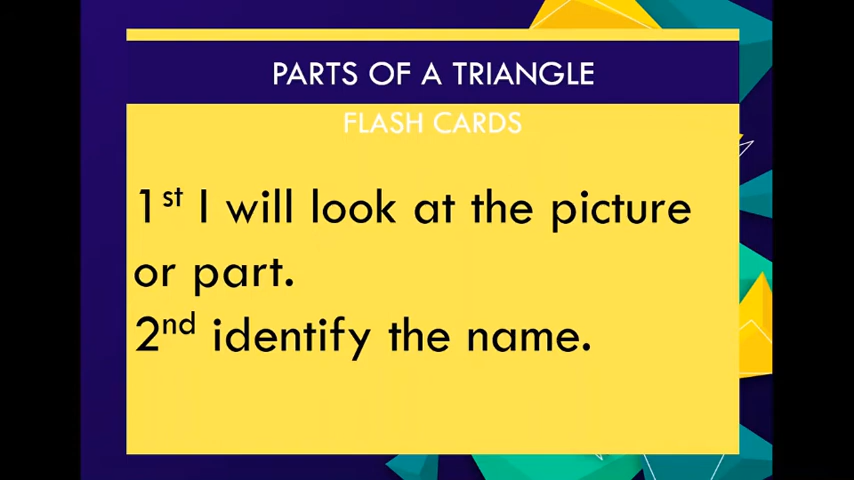 PARTS OF A TRIANGLE
FLASH CARDS
1st I will look at the picture
or part.
2nd identify the name.